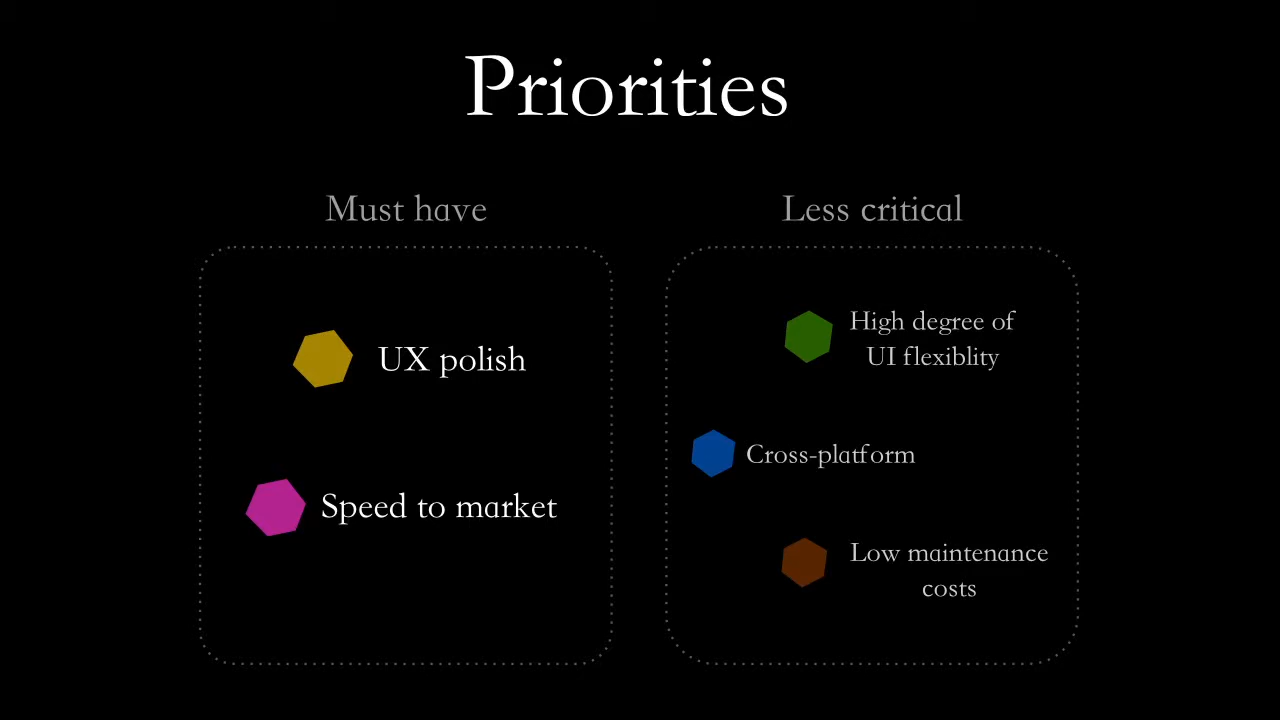 Priorities
Must have
Less critical
UX polish
Speed to market
High degree of
UI flexiblity
Cross-platform
Low maintenance
costs